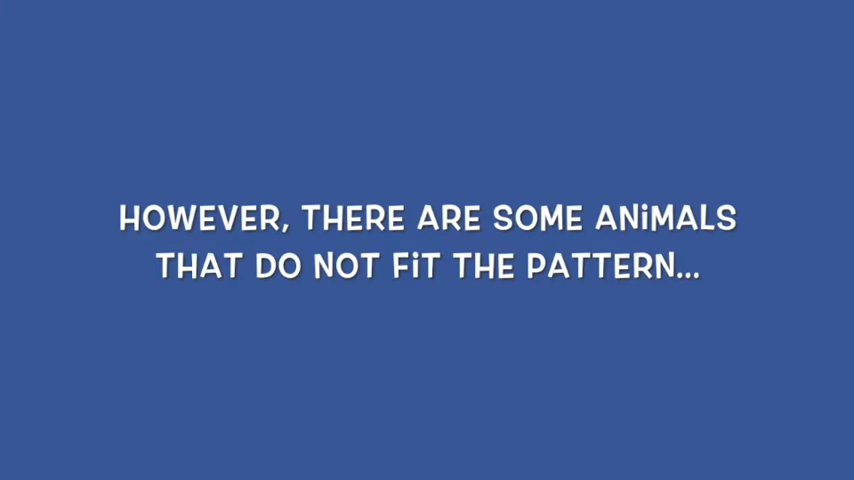 HOWEVER, THERE ARE SOME ANiMALS
THAT DO NOT FiT THE PATTERN...